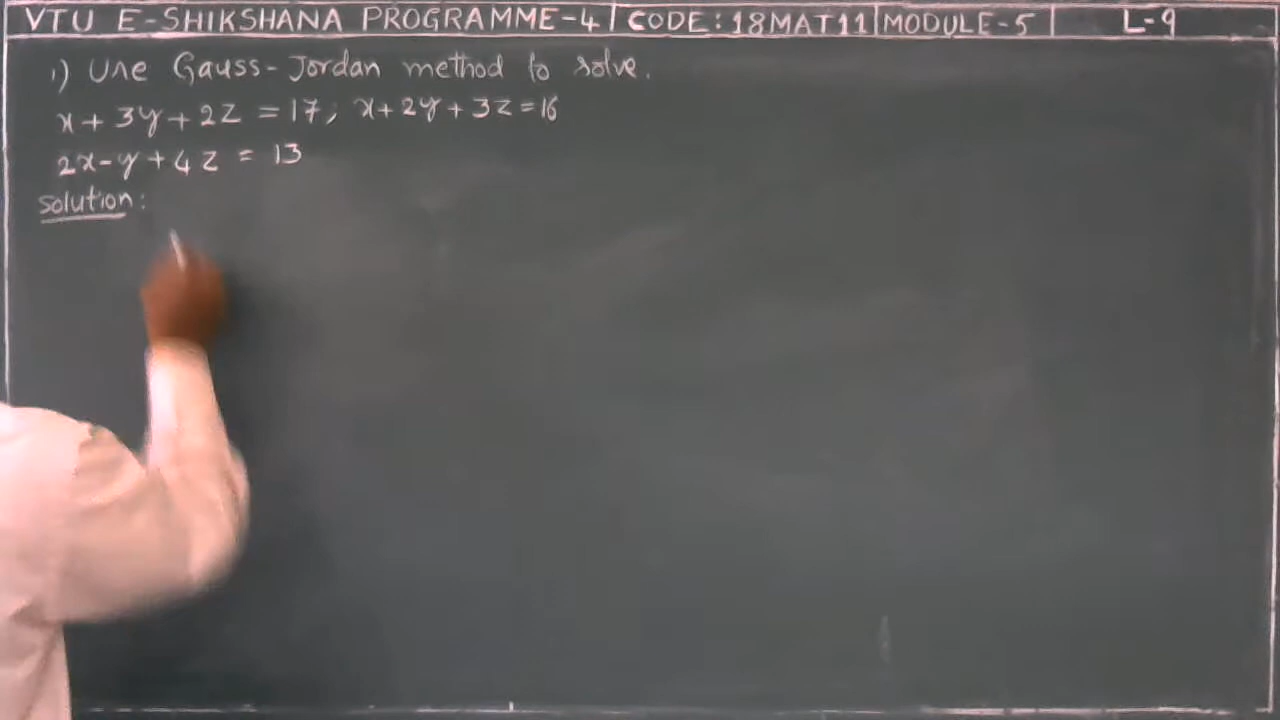 VTU E-SHIKSHANA PROGRAMME-4 | CODE: 18MAT11 | MODULE-5 | L-9
1) Use Gauss-Jordan method to solve.
x + 3y + 2z = 17; x + 2y + 3z = 16
2x - y + 4z = 13
Solution: